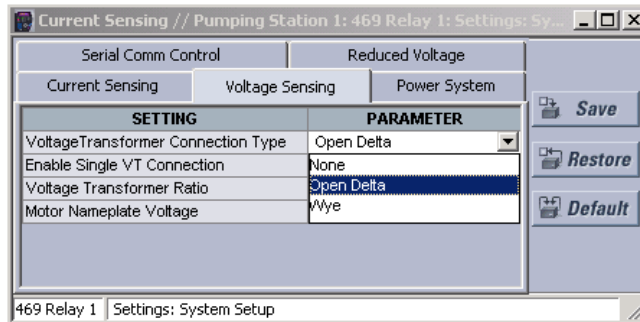 Current Sensing // Pumping Station 1: 469 Relay 1: Settings: Sy...
Serial Comm Control
Reduced Voltage
Current Sensing
Voltage Sensing
Power System
SETTING
PARAMETER
VoltageTransformer Connection Type
Open Delta
Enable Single VT Connection
None
Voltage Transformer Ratio
Open Delta
Motor Nameplate Voltage
Wye
Save
Restore
Default
469 Relay 1
Settings: System Setup